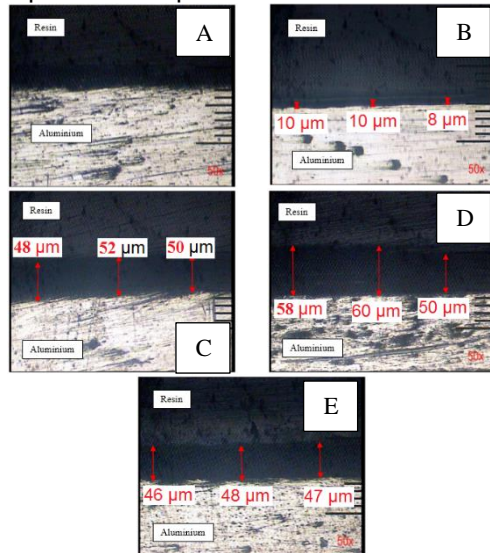 Resin
A
Aluminium
50x
Resin
B
10 µm 10 µm 8 µm
Aluminium
50x
Resin
48 µm 52 µm 50 µm
Aluminium
C
Resin
D
58 µm 60 µm 50 µm
Aluminium
50x
Resin
E
46 µm 48 µm 47 µm
Aluminium
50x